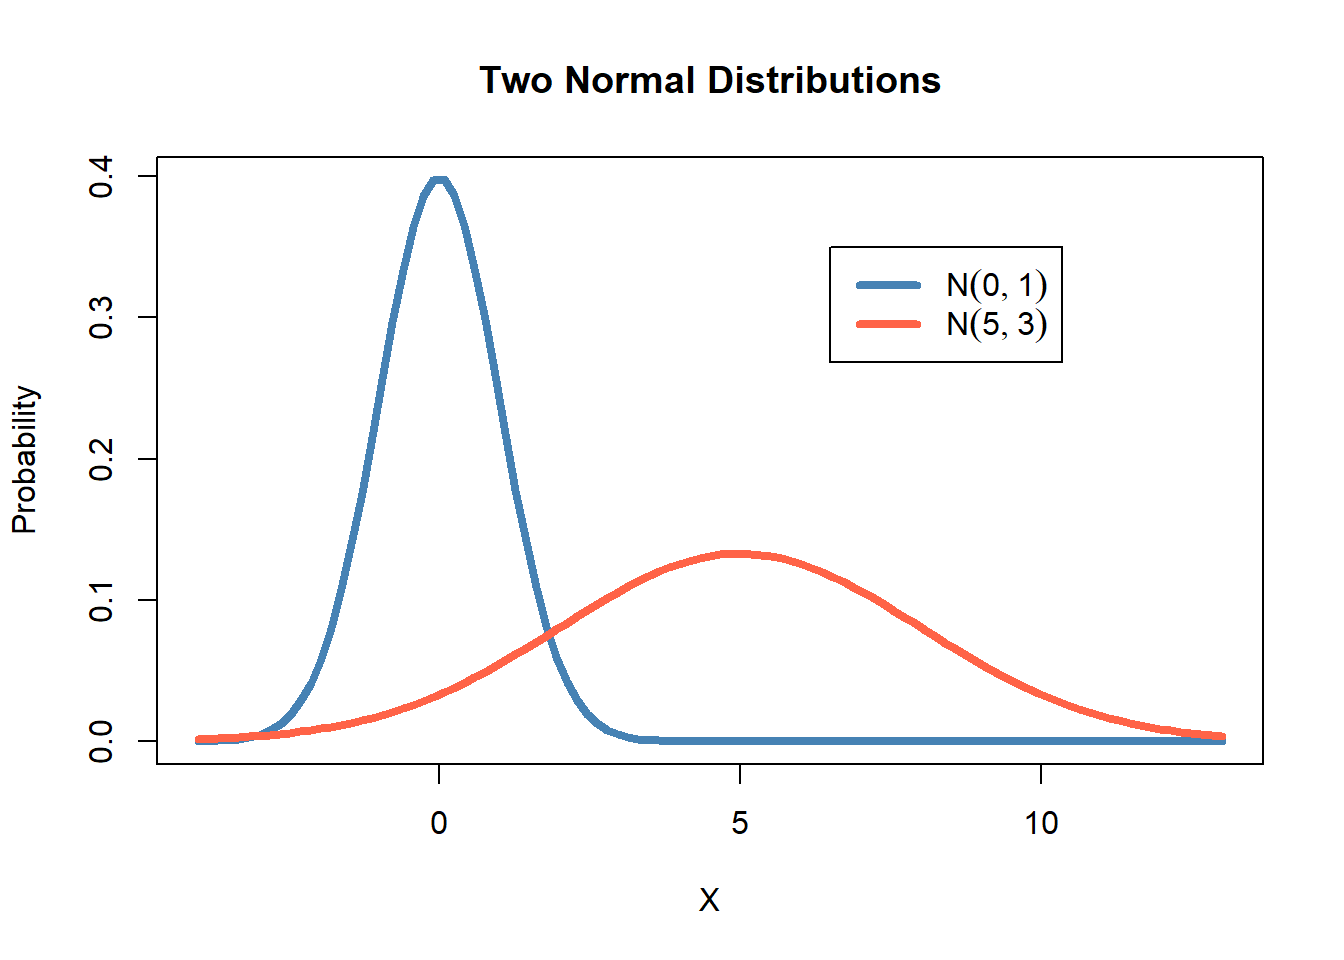 Two Normal Distributions
Probability
0.4
0.3
0.2
0.1
0.0
N(0, 1)
N(5, 3)
0 5 10
X